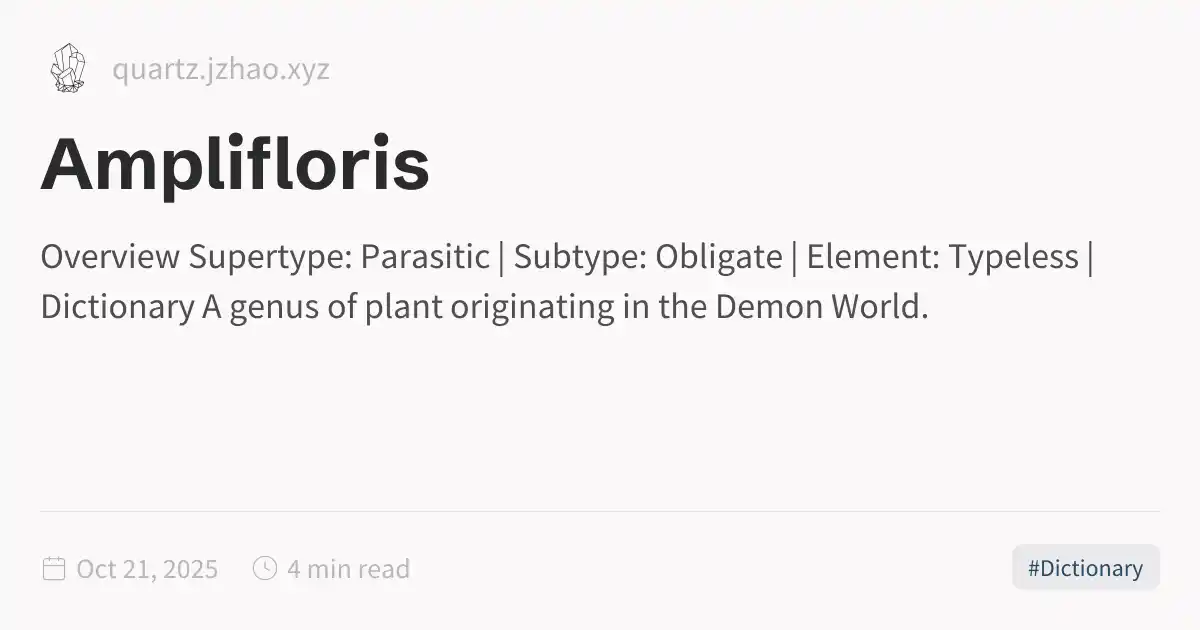 quartz.jzhao.xyz
Amplifloris
Overview Supertype: Parasitic | Subtype: Obligate | Element: Typeless |
Dictionary A genus of plant originating in the Demon World.
Oct 21, 2025 4 min read #Dictionary